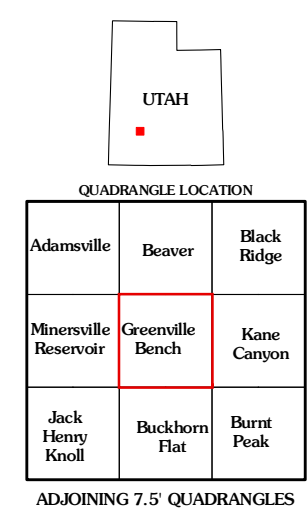 UTAH
QUADRANGLE LOCATION
Adamsville
Beaver
Black
Ridge
Minersville
Reservoir
Greenville
Bench
Kane
Canyon
Jack
Henry
Knoll
Buckhorn
Flat
Burnt
Peak
ADJOINING 7.5' QUADRANGLES